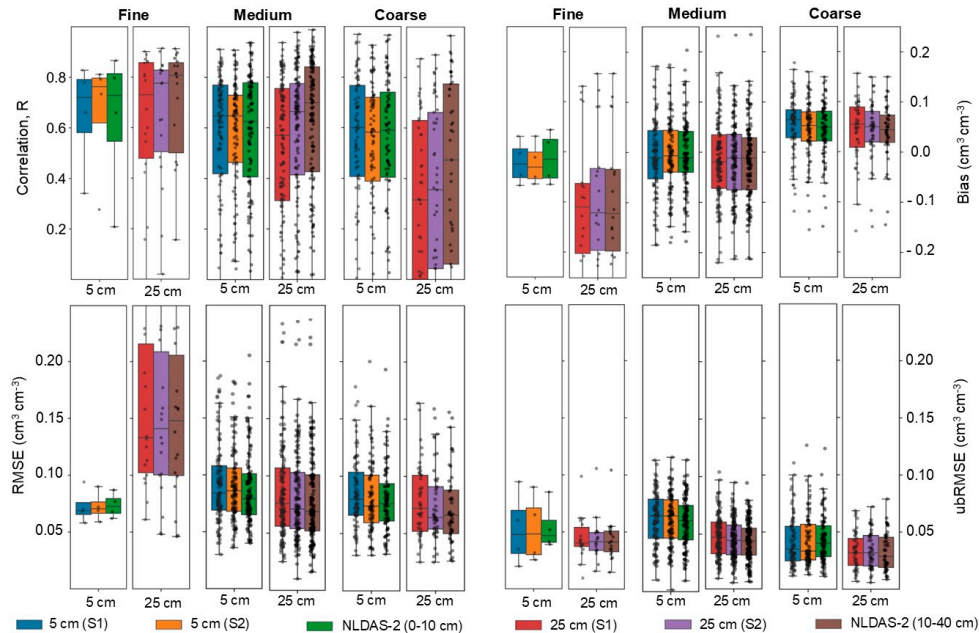 Fine Medium Coarse Fine Medium Coarse
Correlation, R
0.8
0.6
0.4
0.2
5 cm 25 cm 5 cm 25 cm 5 cm 25 cm
Bias (cm³ cm⁻³)
0.2
0.1
0.0
- 0.1
- 0.2
5 cm 25 cm 5 cm 25 cm 5 cm 25 cm
RMSE (cm³ cm⁻³)
0.20
0.15
0.10
0.05
5 cm 25 cm 5 cm 25 cm 5 cm 25 cm
ubRMSE (cm³ cm⁻³)
0.20
0.15
0.10
0.05
5 cm 25 cm 5 cm 25 cm 5 cm 25 cm
5 cm (S1) 5 cm (S2) NLDAS-2 (0-10 cm) 25 cm (S1) 25 cm (S2) NLDAS-2 (10-40 cm)